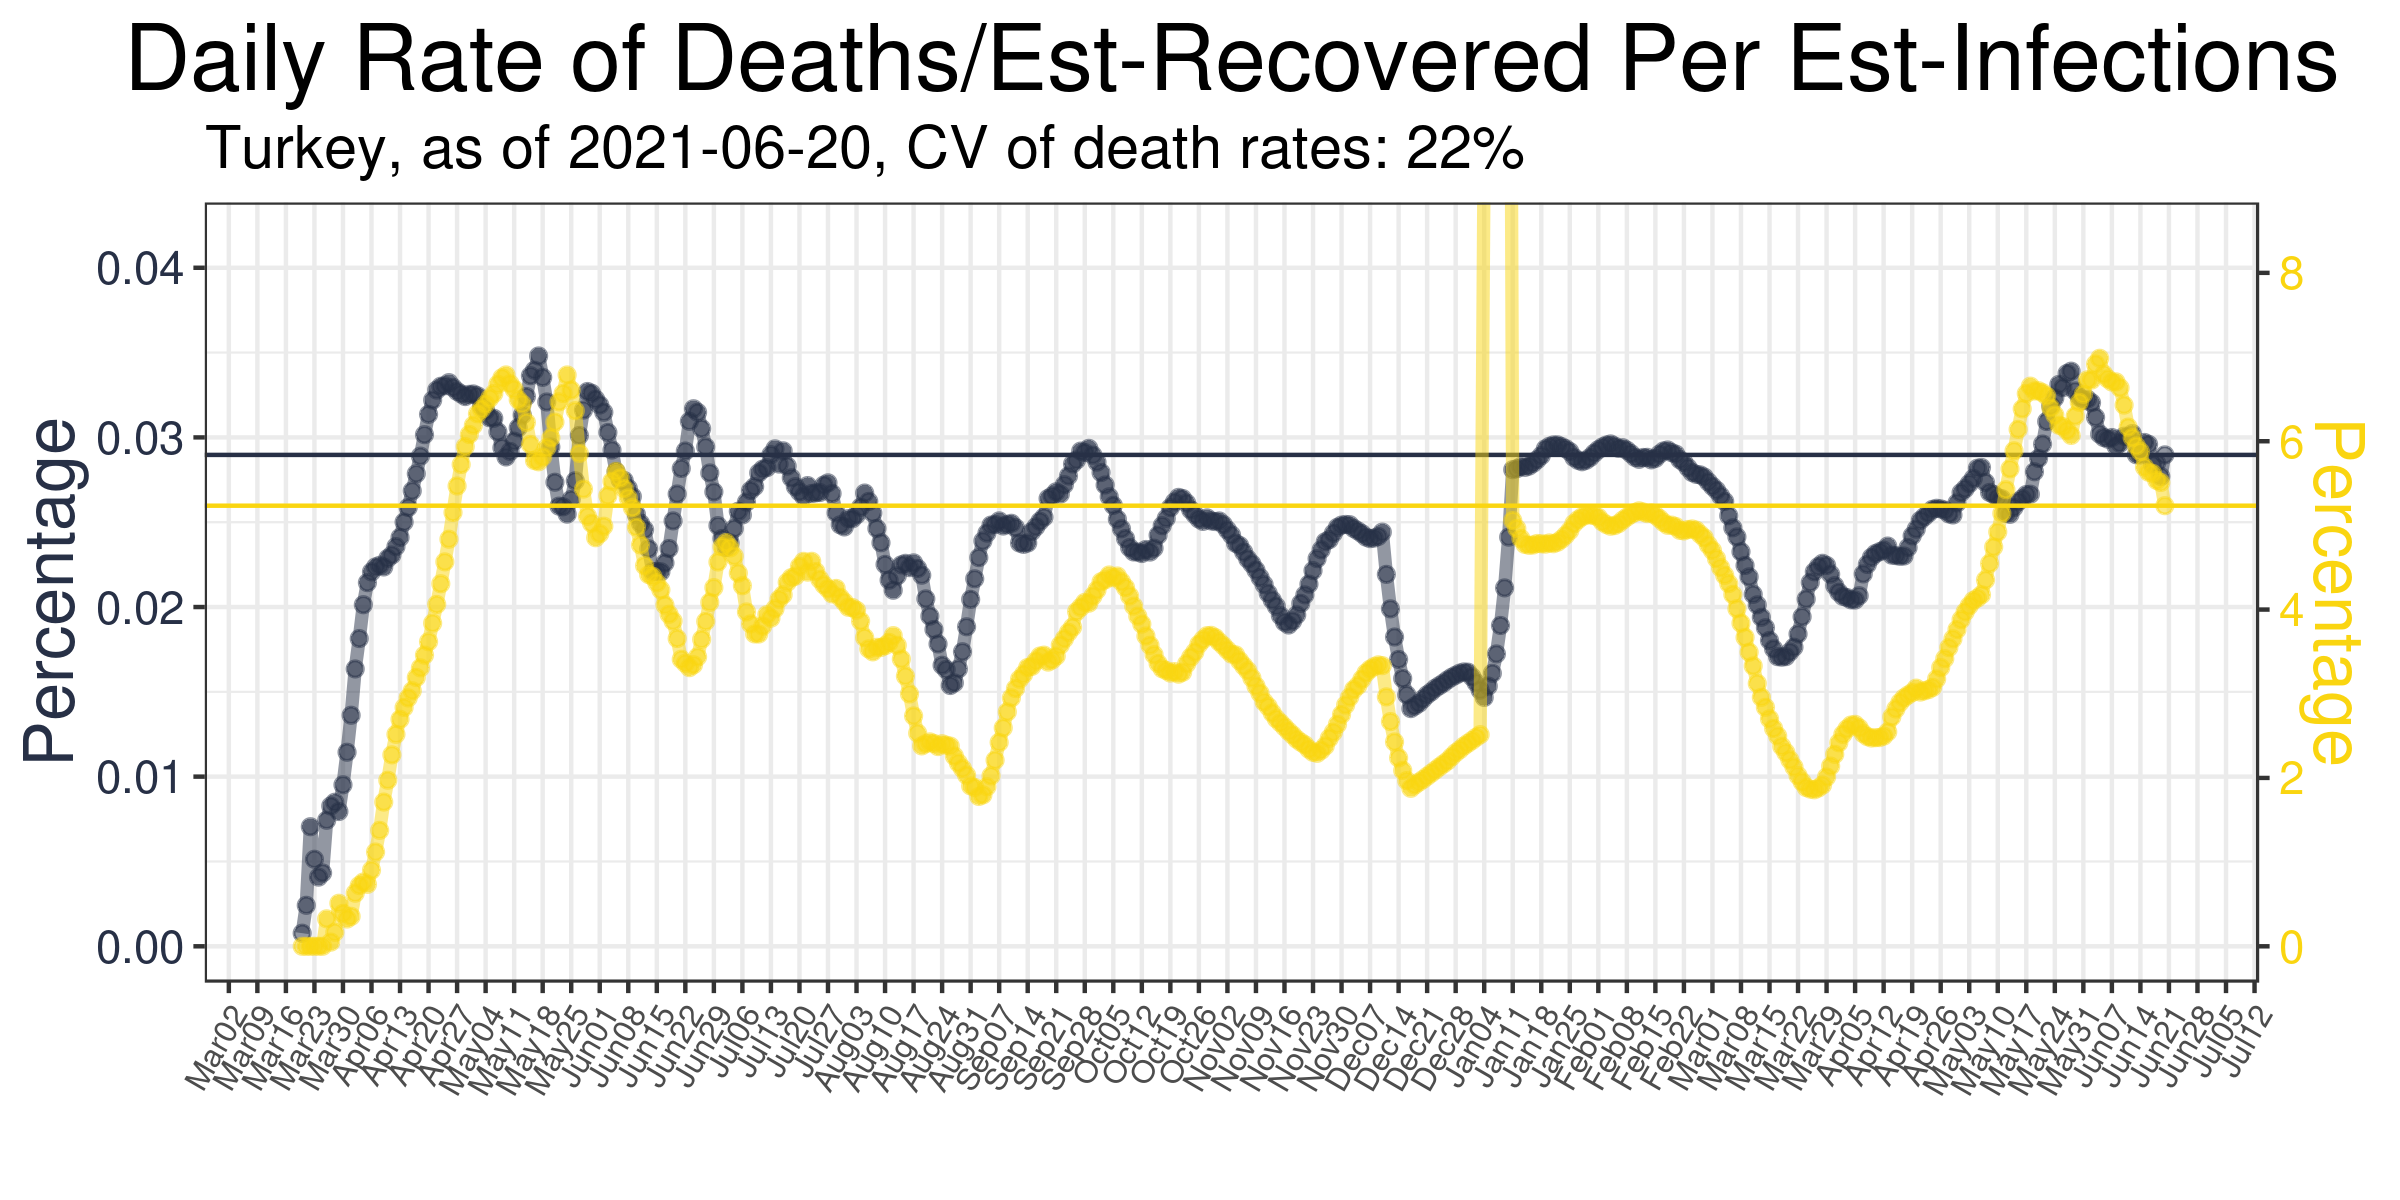 Daily Rate of Deaths/Est-Recovered Per Est-Infections
Turkey, as of 2021-06-20, CV of death rates: 22%
Percentage
0.04
0.03
0.02
0.01
0.00
8
6
4
2
0
Percentage
Mar02
Mar09
Mar16
Mar23
Mar30
Apr06
Apr13
Apr20
Apr27
May04
May11
May18
May25
Jun01
Jun08
Jun15
Jun22
Jun29
Jul06
Jul13
Jul20
Jul27
Aug03
Aug10
Aug17
Aug24
Aug31
Sep07
Sep14
Sep21
Sep28
Oct05
Oct12
Oct19
Oct26
Nov02
Nov09
Nov16
Nov23
Nov30
Dec07
Dec14
Dec21
Dec28
Jan04
Jan11
Jan18
Jan25
Feb01
Feb08
Feb15
Feb22
Mar01
Mar08
Mar15
Mar22
Mar29
Apr05
Apr12
Apr19
Apr26
May03
May10
May17
May24
May31
Jun07
Jun14
Jun21
Jun28
Jul05
Jul12